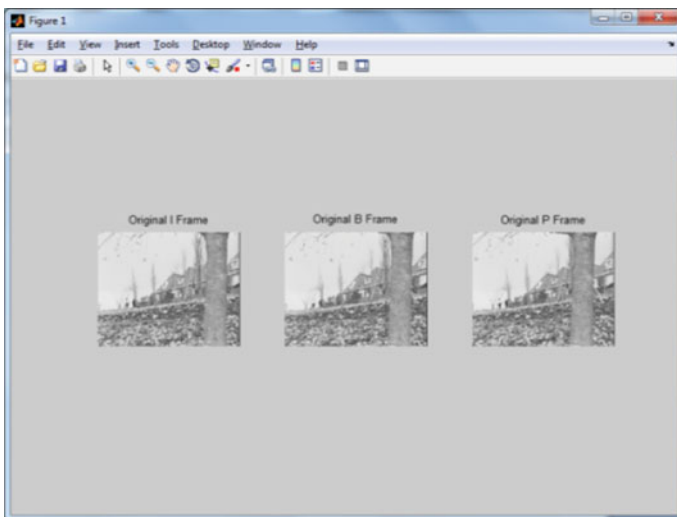 Figure 1
File Edit View Insert Tools Desktop Window Help
Original I Frame Original B Frame Original P Frame